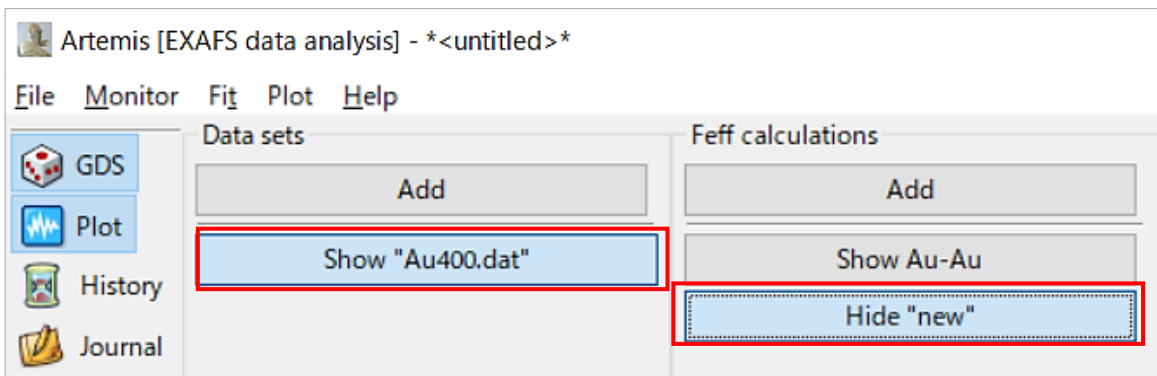 Artemis [EXAFS data analysis] - *<untitled>*
File Monitor Fit Plot Help
Data sets
Feff calculations
GDS
Add
Add
Plot
Show "Au400.dat"
Show Au-Au
History
Hide "new"
Journal